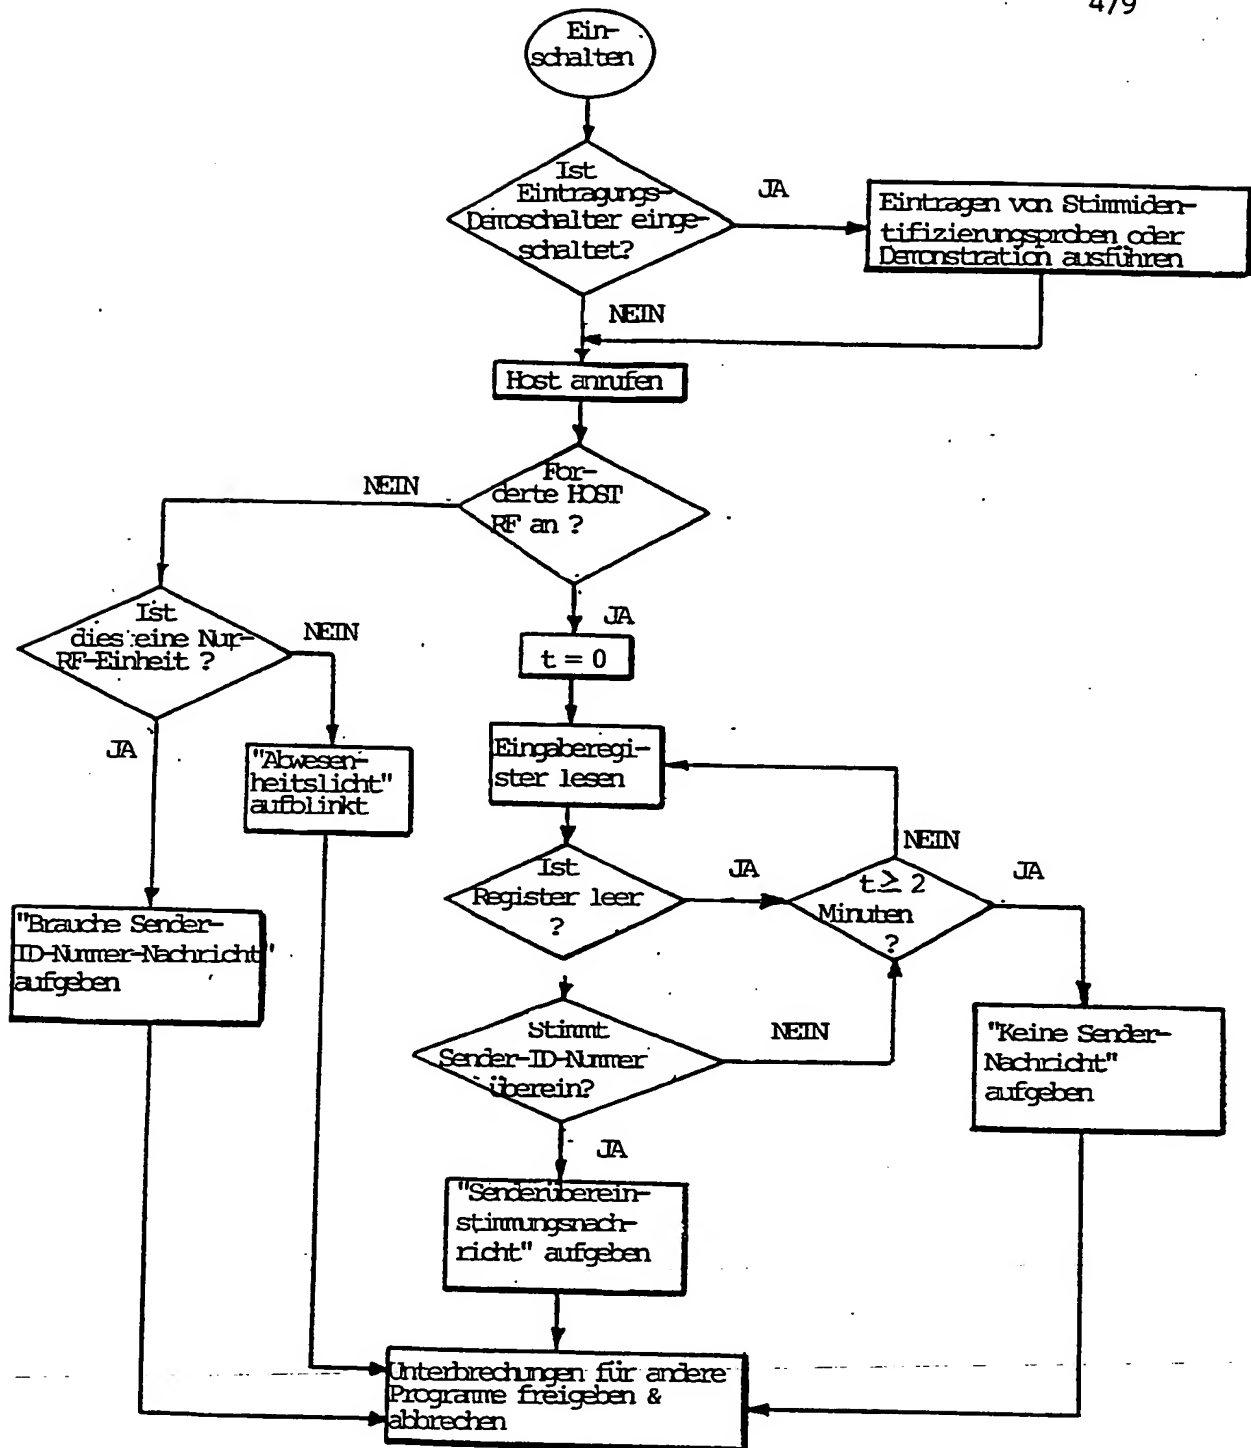 4/9
Ein-
schalten
Ist
Eintragungs-
Demoschalter einge-
schaltet?
JA
Eintragen von Stimmiden-
tifizierungsproben oder
Demonstration ausführen
NEIN
Host anrufen
For-
derte HOST
RF an ?
NEIN
JA
Ist
dies eine Nur-
RF-Einheit ?
NEIN
JA
t = 0
"Abwesen-
heitslicht"
aufblinkt
Eingaberegi-
ster lesen
NEIN
Ist
Register leer
?
JA
t ≥ 2
Minuten
?
JA
"Brauche Sender-
ID-Nummer-Nachricht"
aufgeben
Stimmt
Sender-ID-Nummer
überein?
NEIN
"Keine Sender-
Nachricht"
aufgeben
JA
"Senderüberein-
stimmungsnach-
richt" aufgeben
Unterbrechungen für andere
Programme freigeben &
abbrechen